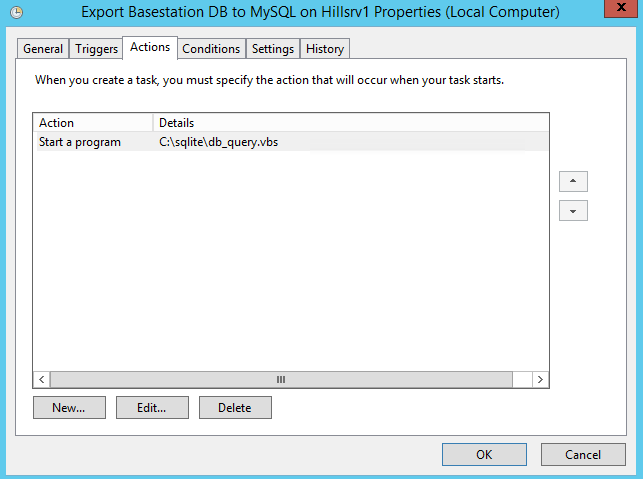 Export Basestation DB to MySQL on Hillsrv1 Properties (Local Computer)
x
General Triggers Actions Conditions Settings History
When you create a task, you must specify the action that will occur when your task starts.
Action Details
Start a program C:\sqlite\db_query.vbs
New... Edit... Delete
OK Cancel